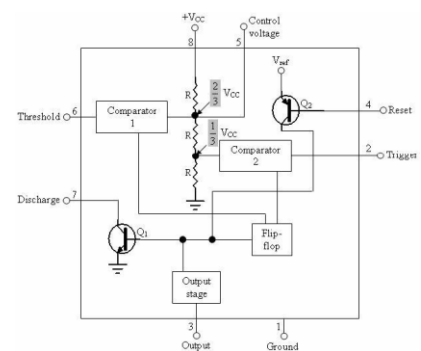 +VCC
Control
voltage
8
5
Vref
R
2/3 VCC
Q2
4
Reset
6
Threshold
Comparator
1
R
1/3 VCC
Comparator
2
2
Trigger
R
7
Discharge
Q1
Flip-
flop
Output
stage
3
1
Output
Ground